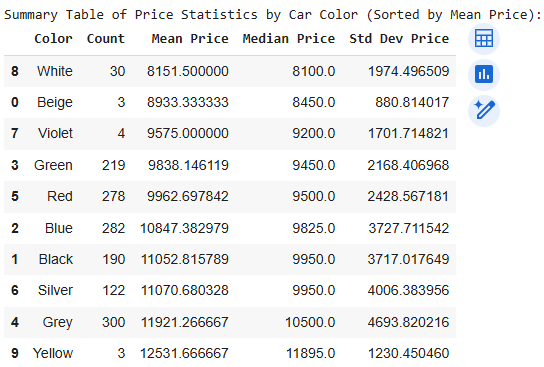 Summary Table of Price Statistics by Car Color (Sorted by Mean Price):
Color Count Mean Price Median Price Std Dev Price
8 White 30 8151.500000 8100.0 1974.496509
0 Beige 3 8933.333333 8450.0 880.814017
7 Violet 4 9575.000000 9200.0 1701.714821
3 Green 219 9838.146119 9450.0 2168.406968
5 Red 278 9962.697842 9500.0 2428.567181
2 Blue 282 10847.382979 9825.0 3727.711542
1 Black 190 11052.815789 9950.0 3717.017649
6 Silver 122 11070.680328 9950.0 4006.383956
4 Grey 300 11921.266667 10500.0 4693.820216
9 Yellow 3 12531.666667 11895.0 1230.450460